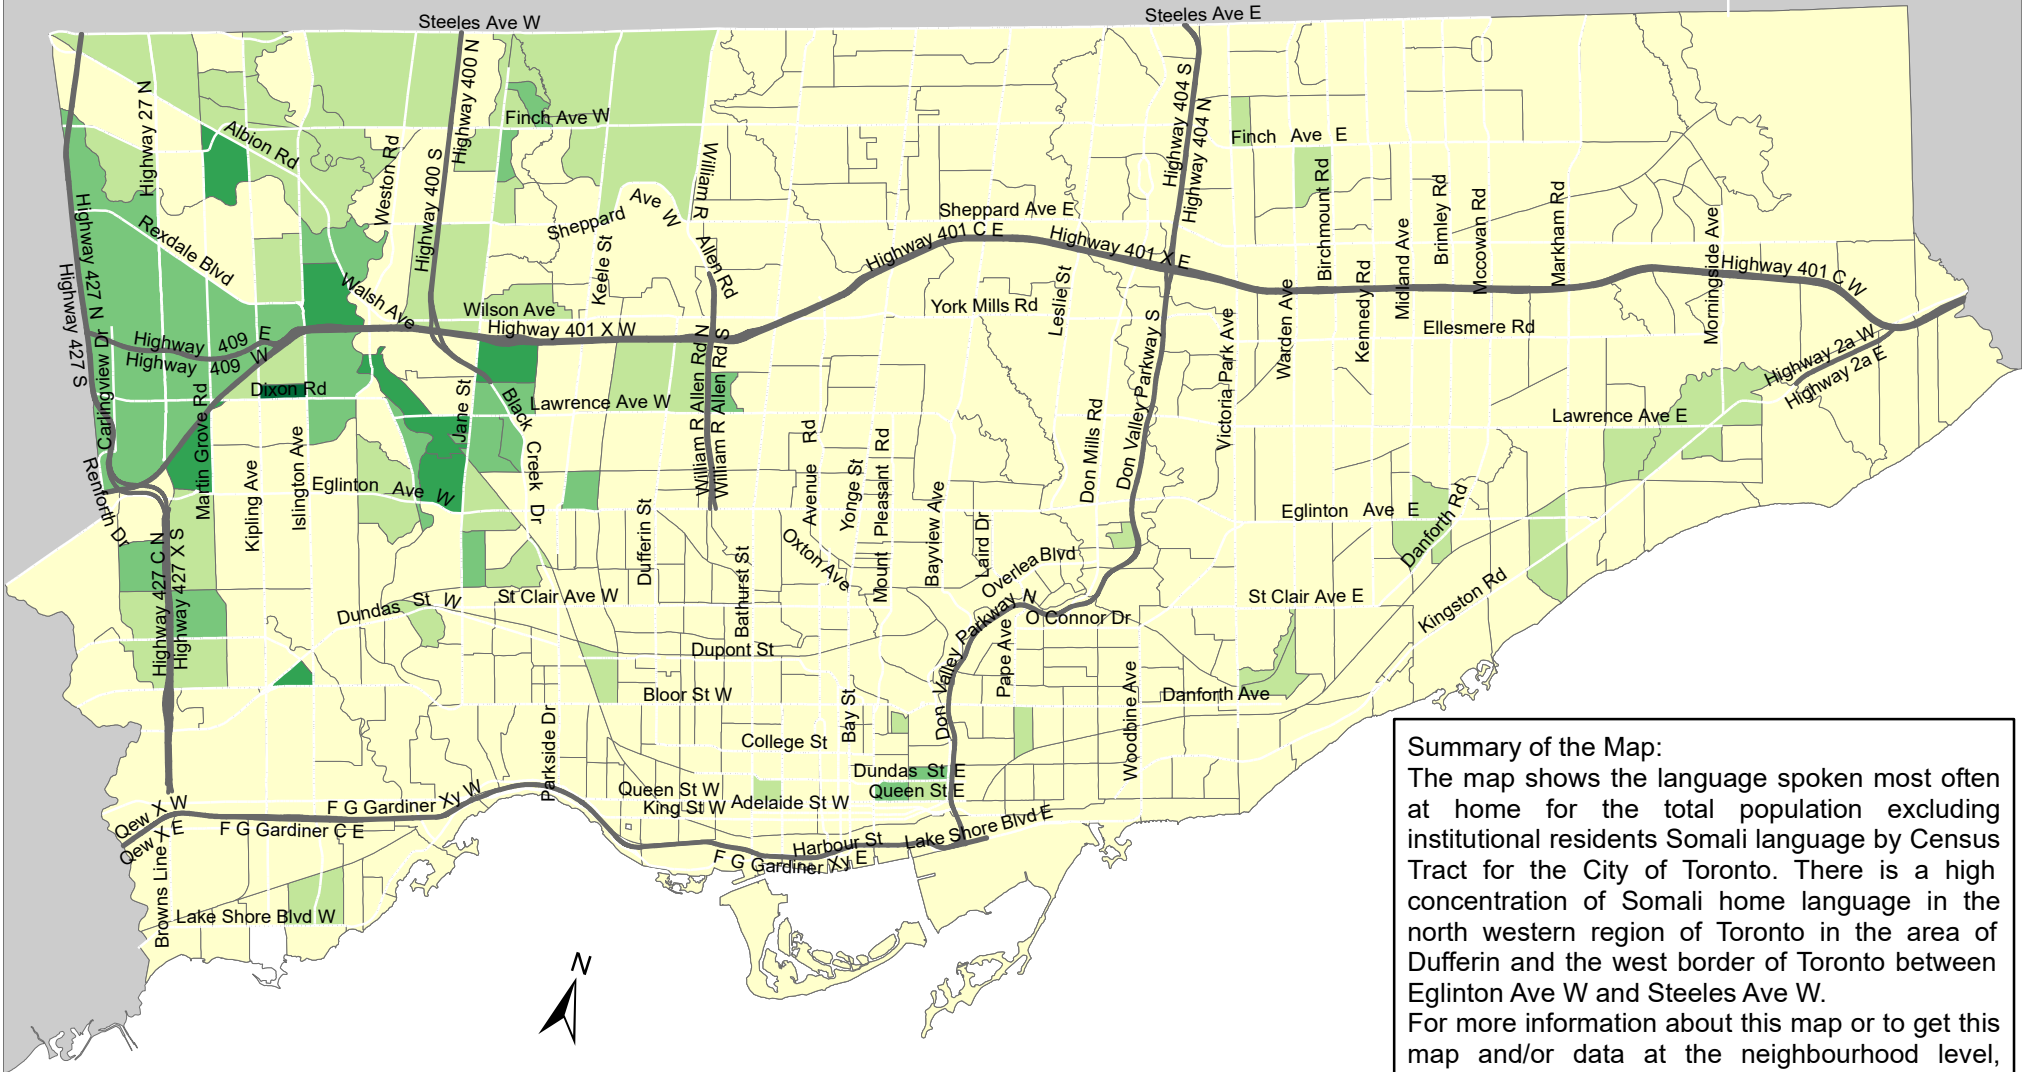 Steeles Ave W
Steeles Ave E
Highway 27 N
Albion Rd
Weston Rd
Highway 400 N
Highway 400 S
Finch Ave W
William R Allen Rd
Sheppard Ave W
Keele St
Highway 404 S
Highway 404 N
Finch Ave E
Birchmount Rd
Sheppard Ave E
Highway 401 C E
Highway 401 X E
Midland Ave
Brimley Rd
Mccowan Rd
Markham Rd
Morningside Ave
Highway 401 C W
Highway 427 N
Highway 427 S
Rexdale Blvd
Walsh Ave
Wilson Ave
Highway 401 X W
York Mills Rd
Leslie St
Warden Ave
Kennedy Rd
Ellesmere Rd
Highway 2a W
Highway 2a E
Highway 409 E
Highway 409 W
Carlingview Dr
Martin Grove Rd
Dixon Rd
Jane St
Black Creek Dr
Lawrence Ave W
William R Allen Rd N
William R Allen Rd S
Don Valley Parkway S
Victoria Park Ave
Lawrence Ave E
Renforth Dr
Kipling Ave
Islington Ave
Eglinton Ave W
Dufferin St
Avenue Rd
Yonge St
Mount Pleasant Rd
Bayview Ave
Laird Dr
Don Mills Rd
Eglinton Ave E
Danforth Rd
Highway 427 C N
Highway 427 X S
Dundas St W
St Clair Ave W
Bathurst St
Oxton Ave
Overlea Blvd
O Connor Dr
St Clair Ave E
Kingston Rd
Dupont St
Don Valley Parkway N
Pape Ave
Bloor St W
Bay St
Woodbine Ave
Danforth Ave
Parkside Dr
College St
Dundas St E
Queen St E
Queen St W
King St W
Adelaide St W
Qew X W
Qew X E
F G Gardiner Xy W
F G Gardiner C E
Harbour St
Lake Shore Blvd E
F G Gardiner Xy E
Browns Line
Lake Shore Blvd W
N
Summary of the Map:
The map shows the language spoken most often
at home for the total population excluding
institutional residents Somali language by Census
Tract for the City of Toronto. There is a high
concentration of Somali home language in the
north western region of Toronto in the area of
Dufferin and the west border of Toronto between
Eglinton Ave W and Steeles Ave W.
For more information about this map or to get this
map and/or data at the neighbourhood level,